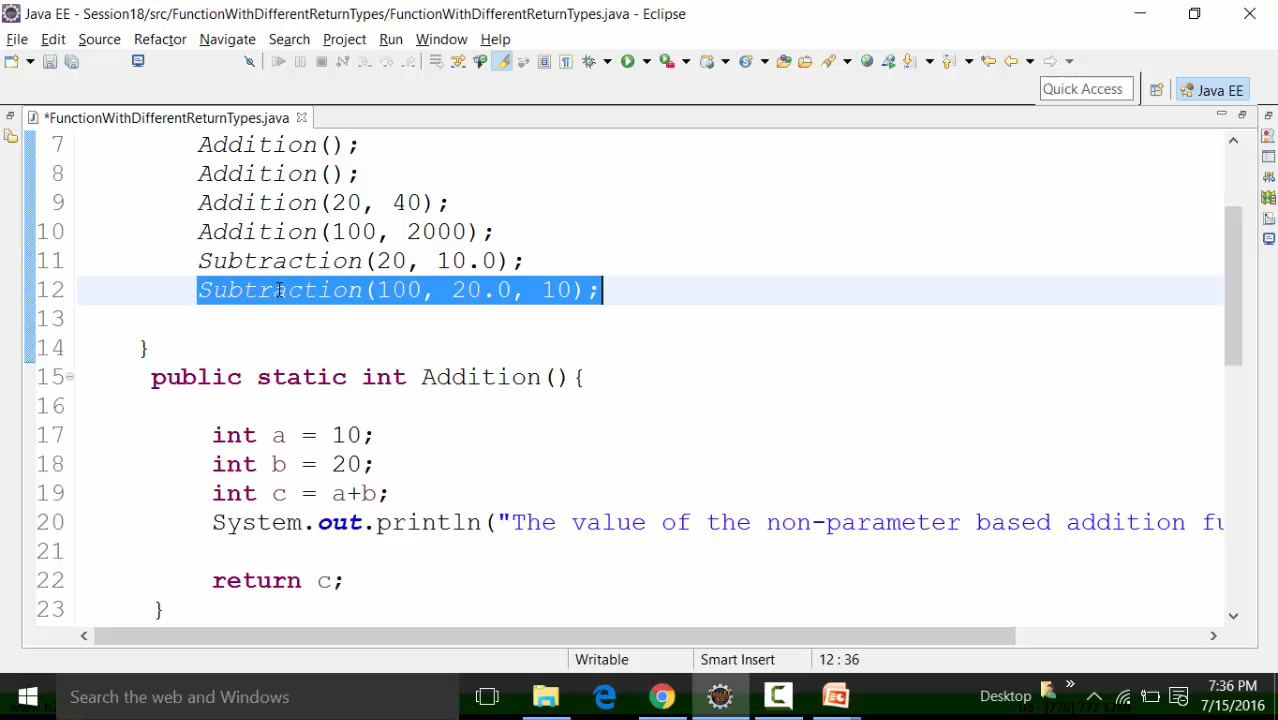 Java EE - Session18/src/FunctionWithDifferentReturnTypes/FunctionWithDifferentReturnTypes.java - Eclipse
File Edit Source Refactor Navigate Search Project Run Window Help
Quick Access
Java EE
*FunctionWithDifferentReturnTypes.java
7 Addition();
8 Addition();
9 Addition(20, 40);
10 Addition(100, 2000);
11 Subtraction(20, 10.0);
12 Subtraction(100, 20.0, 10);
13
14 }
15 public static int Addition(){
16
17 int a = 10;
18 int b = 20;
19 int c = a+b;
20 System.out.println("The value of the non-parameter based addition fu
21
22 return c;
23 }
Writable Smart Insert 12 : 36
Search the web and Windows
Desktop
7:36 PM
7/15/2016